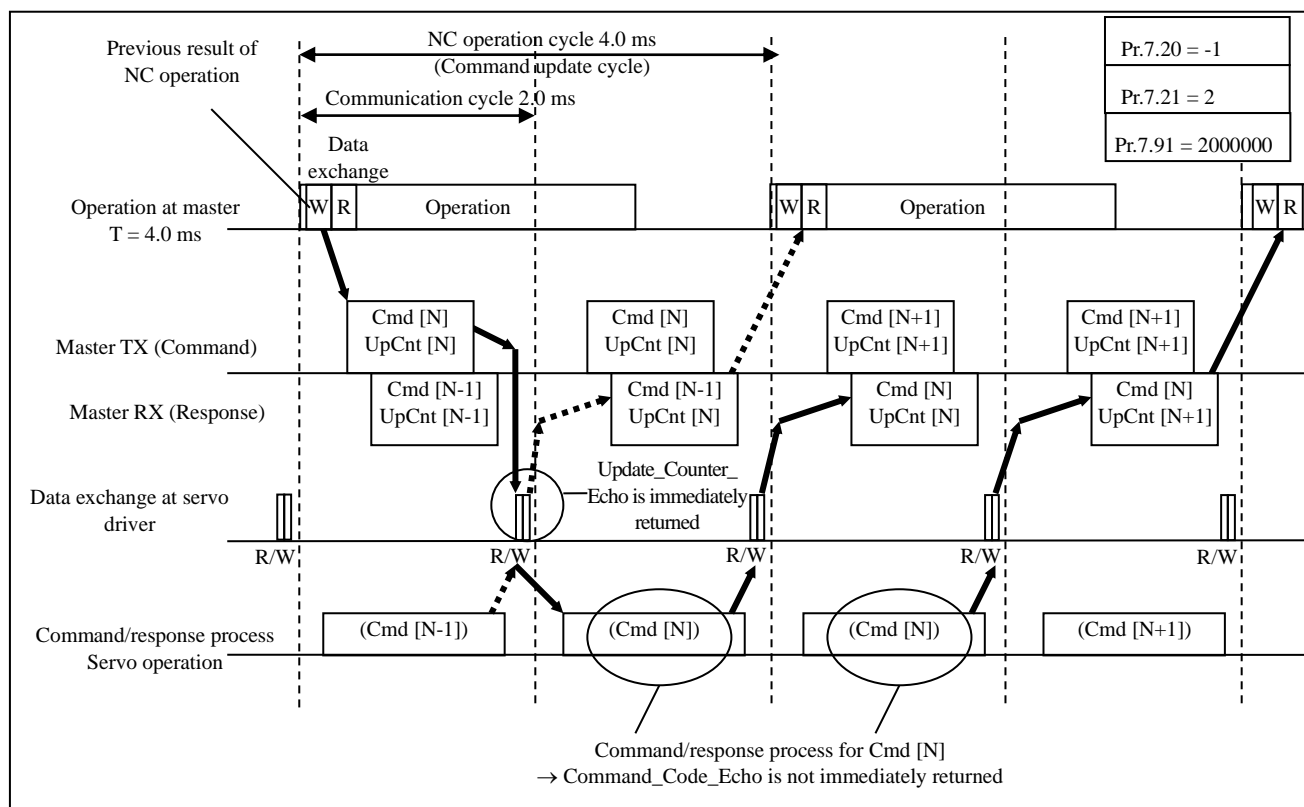 Previous result of
NC operation
NC operation cycle 4.0 ms
(Command update cycle)
Communication cycle 2.0 ms
Pr.7.20 = -1
Pr.7.21 = 2
Pr.7.91 = 2000000
Data
exchange
Operation at master
T = 4.0 ms
W R Operation
W R Operation
W R
Master TX (Command)
Cmd [N]
UpCnt [N]
Cmd [N]
UpCnt [N]
Cmd [N+1]
UpCnt [N+1]
Cmd [N+1]
UpCnt [N+1]
Master RX (Response)
Cmd [N-1]
UpCnt [N-1]
Cmd [N-1]
UpCnt [N]
Cmd [N]
UpCnt [N]
Cmd [N]
UpCnt [N+1]
Data exchange at servo
driver
Update_Counter_
Echo is immediately
returned
R/W R/W R/W R/W R/W
Command/response process
Servo operation
(Cmd [N-1]) (Cmd [N]) (Cmd [N]) (Cmd [N+1])
Command/response process for Cmd [N]
→ Command_Code_Echo is not immediately returned